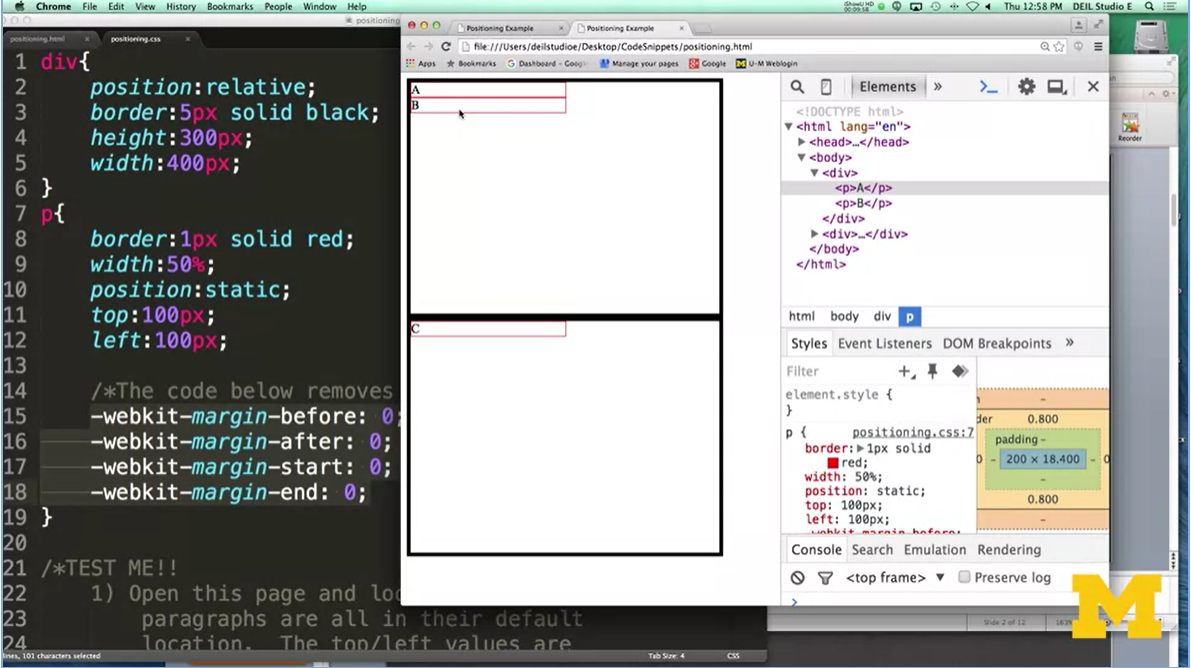 Chrome File Edit View History Bookmarks People Window Help
Thu 12:58 PM DEIL Studio E
positioning.html
positioning.css
positioning
1 div{
2 position:relative;
3 border:5px solid black;
4 height:300px;
5 width:400px;
6 }
7 p{
8 border:1px solid red;
9 width:50%;
10 position:static;
11 top:100px;
12 left:100px;
13
14 /*The code below removes
15 -webkit-margin-before: 0;
16 -webkit-margin-after: 0;
17 -webkit-margin-start: 0;
18 -webkit-margin-end: 0;
19 }
20
21 /*TEST ME!!
22 1) Open this page and loo
23 paragraphs are all in their default
24 location. The top/left values are
lines, 101 characters selected
Tab Size: 4
CSS
Positioning Example
Positioning Example
file:///Users/deilstudioe/Desktop/CodeSnippets/positioning.html
Apps Bookmarks Dashboard - Google Manage your pages Google U-M Weblogin
A
B
C
Elements »
<!DOCTYPE html>
<html lang="en">
<head>…</head>
<body>
<div>
<p>A</p>
<p>B</p>
</div>
<div>…</div>
</body>
</html>
html body div p
Styles Event Listeners DOM Breakpoints »
Filter
element.style {
}
p { positioning.css:7
border: 1px solid
red;
width: 50%;
position: static;
top: 100px;
left: 100px;
-webkit-margin-before:
0.800
padding –
200 × 18.400
0.800
Console Search Emulation Rendering
<top frame> Preserve log
Reorder
Slide 2 of 12
M